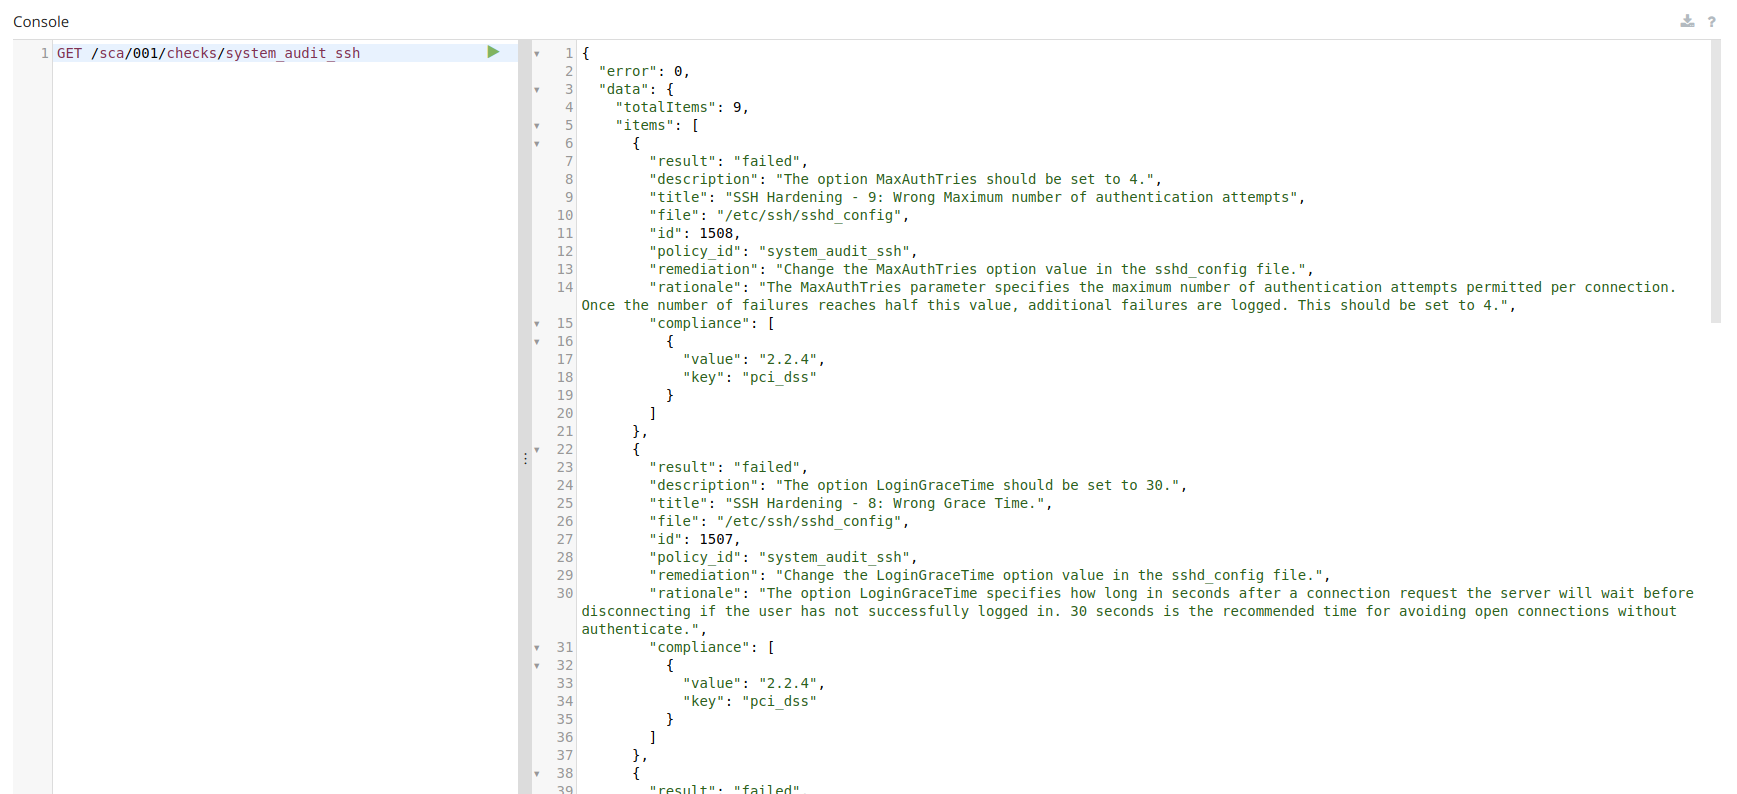 Console
?
1 GET /sca/001/checks/system_audit_ssh
1 {
2 "error": 0,
3 "data": {
4 "totalItems": 9,
5 "items": [
6 {
7 "result": "failed",
8 "description": "The option MaxAuthTries should be set to 4.",
9 "title": "SSH Hardening - 9: Wrong Maximum number of authentication attempts",
10 "file": "/etc/ssh/sshd_config",
11 "id": 1508,
12 "policy_id": "system_audit_ssh",
13 "remediation": "Change the MaxAuthTries option value in the sshd_config file.",
14 "rationale": "The MaxAuthTries parameter specifies the maximum number of authentication attempts permitted per connection.
Once the number of failures reaches half this value, additional failures are logged. This should be set to 4.",
15 "compliance": [
16 {
17 "value": "2.2.4",
18 "key": "pci_dss"
19 }
20 ]
21 },
22 {
23 "result": "failed",
24 "description": "The option LoginGraceTime should be set to 30.",
25 "title": "SSH Hardening - 8: Wrong Grace Time.",
26 "file": "/etc/ssh/sshd_config",
27 "id": 1507,
28 "policy_id": "system_audit_ssh",
29 "remediation": "Change the LoginGraceTime option value in the sshd_config file.",
30 "rationale": "The option LoginGraceTime specifies how long in seconds after a connection request the server will wait before
disconnecting if the user has not successfully logged in. 30 seconds is the recommended time for avoiding open connections without
authenticate.",
31 "compliance": [
32 {
33 "value": "2.2.4",
34 "key": "pci_dss"
35 }
36 ]
37 },
38 {
39 "result": "failed",